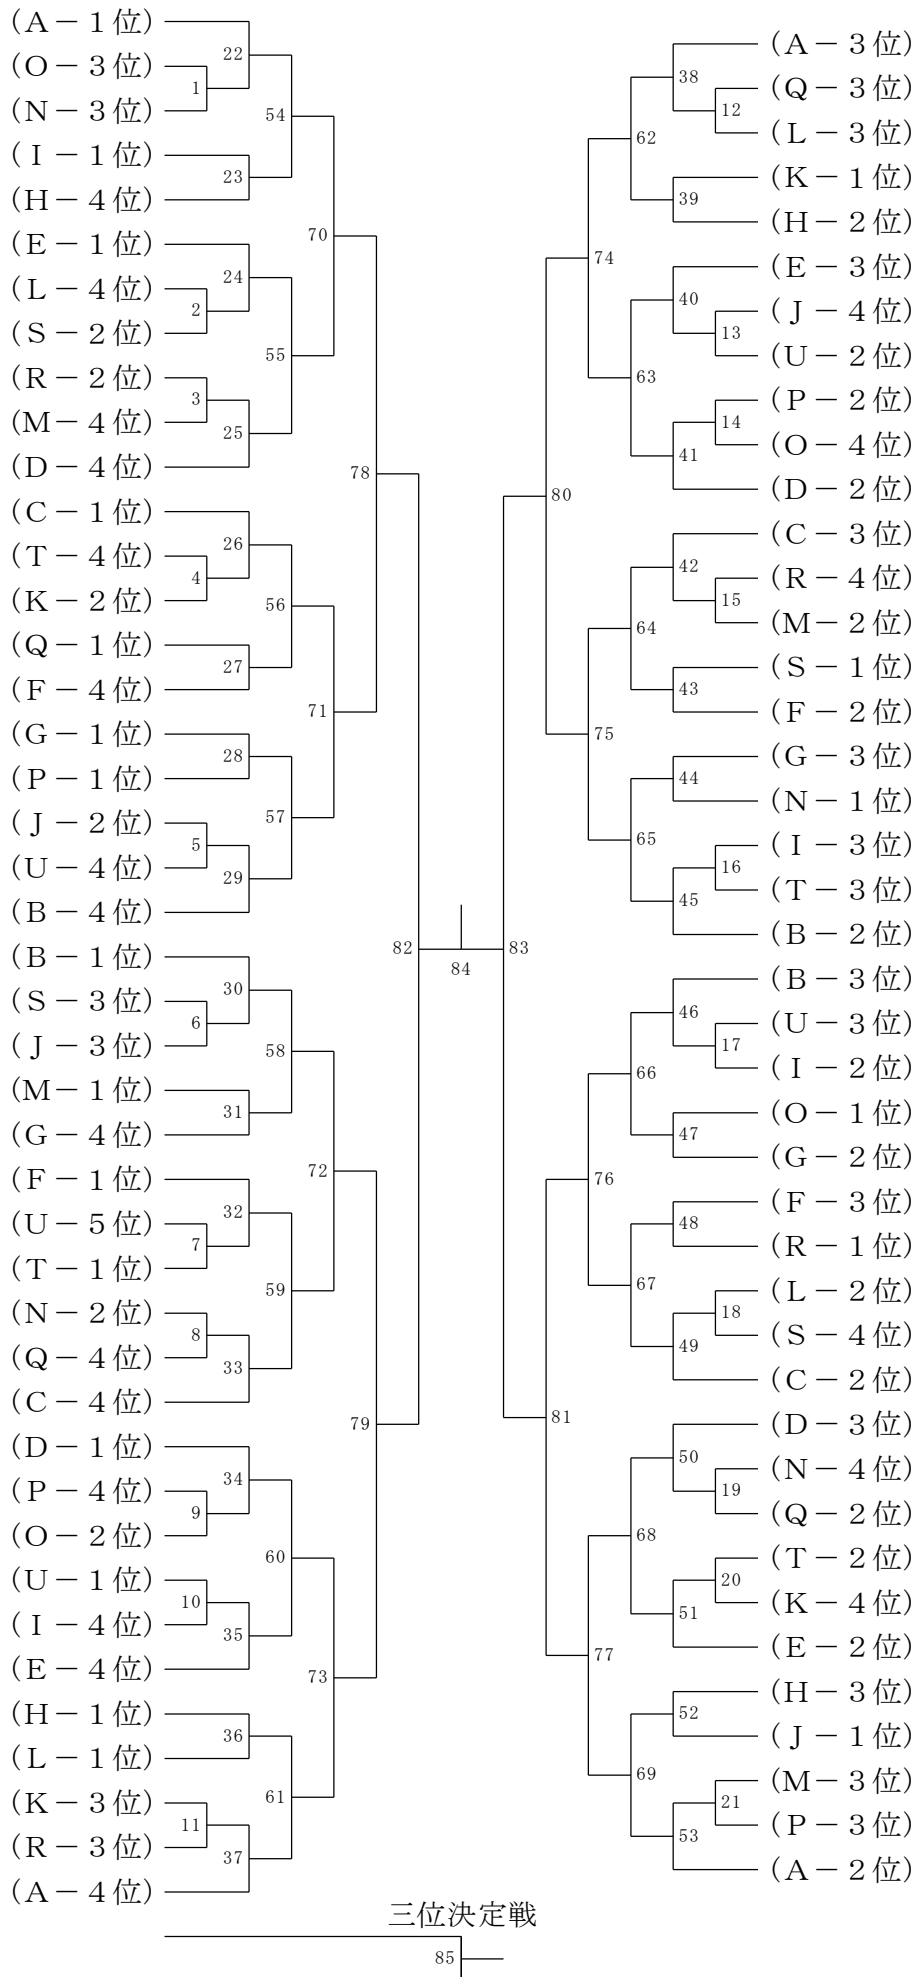 (A－1位)
(O－3位)
(N－3位)
(I－1位)
(H－4位)
(E－1位)
(L－4位)
(S－2位)
(R－2位)
(M－4位)
(D－4位)
(C－1位)
(T－4位)
(K－2位)
(Q－1位)
(F－4位)
(G－1位)
(P－1位)
(J－2位)
(U－4位)
(B－4位)
(B－1位)
(S－3位)
(J－3位)
(M－1位)
(G－4位)
(F－1位)
(U－5位)
(T－1位)
(N－2位)
(Q－4位)
(C－4位)
(D－1位)
(P－4位)
(O－2位)
(U－1位)
(I－4位)
(E－4位)
(H－1位)
(L－1位)
(K－3位)
(R－3位)
(A－4位)
1
2
3
4
5
6
7
8
9
10
11
22
23
24
25
26
27
28
29
30
31
32
33
34
35
36
37
54
55
56
57
58
59
60
61
70
71
72
73
78
79
82
84
83
80
81
74
75
76
77
62
63
64
65
66
67
68
69
38
39
40
41
42
43
44
45
46
47
48
49
50
51
52
53
12
13
14
15
16
17
18
19
20
21
(A－3位)
(Q－3位)
(L－3位)
(K－1位)
(H－2位)
(E－3位)
(J－4位)
(U－2位)
(P－2位)
(O－4位)
(D－2位)
(C－3位)
(R－4位)
(M－2位)
(S－1位)
(F－2位)
(G－3位)
(N－1位)
(I－3位)
(T－3位)
(B－2位)
(B－3位)
(U－3位)
(I－2位)
(O－1位)
(G－2位)
(F－3位)
(R－1位)
(L－2位)
(S－4位)
(C－2位)
(D－3位)
(N－4位)
(Q－2位)
(T－2位)
(K－4位)
(E－2位)
(H－3位)
(J－1位)
(M－3位)
(P－3位)
(A－2位)
三位決定戦
85